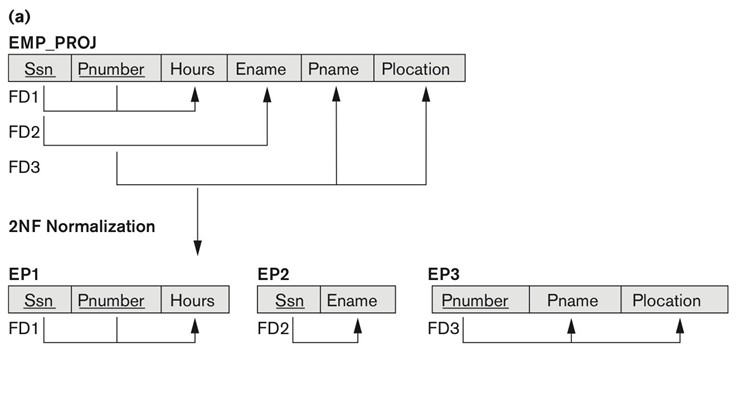 (a)
EMP_PROJ
Ssn Pnumber Hours Ename Pname Plocation
FD1
FD2
FD3
2NF Normalization
EP1 EP2 EP3
Ssn Pnumber Hours Ssn Ename Pnumber Pname Plocation
FD1 FD2 FD3